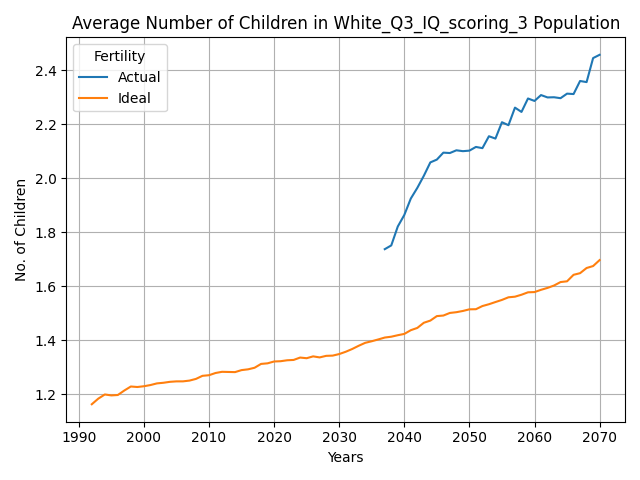 Average Number of Children in White_Q3_IQ_scoring_3 Population
Fertility
Actual
Ideal
No. of Children
2.4
2.2
2.0
1.8
1.6
1.4
1.2
1990 2000 2010 2020 2030 2040 2050 2060 2070
Years